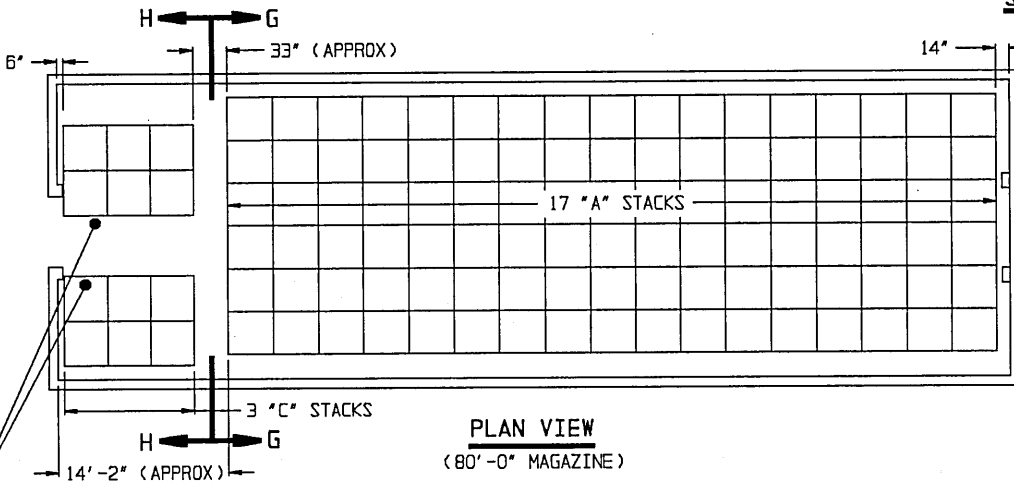 H G
6"
33" (APPROX)
14"
17 "A" STACKS
3 "C" STACKS
H G
PLAN VIEW
(80'-0" MAGAZINE)
14'-2" (APPROX)